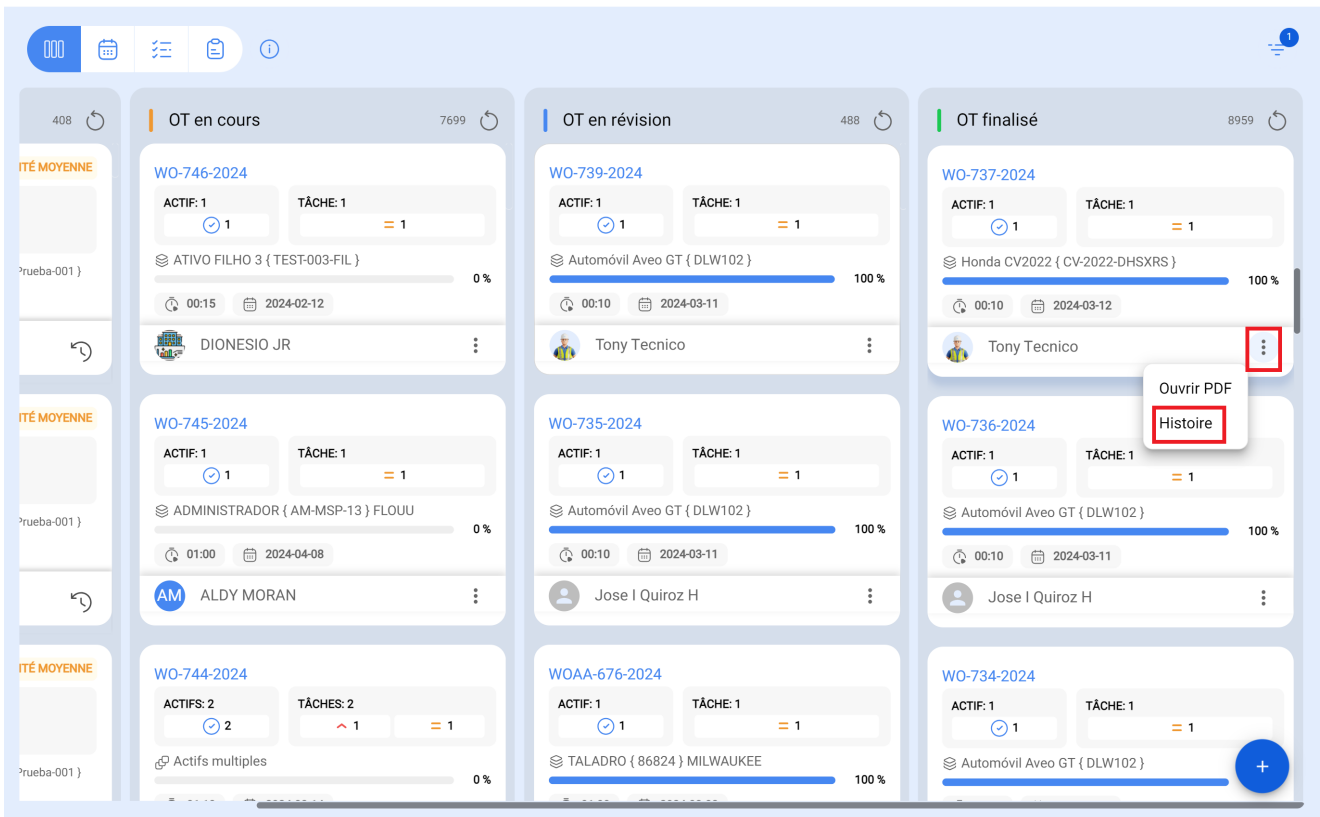 1
408
ITÉ MOYENNE
Prueba-001 }
ITÉ MOYENNE
Prueba-001 }
ITÉ MOYENNE
Prueba-001 }
OT en cours 7699
WO-746-2024
ACTIF: 1 TÂCHE: 1
1 1
ATIVO FILHO 3 { TEST-003-FIL }
0 %
00:15 2024-02-12
DIONESIO JR
WO-745-2024
ACTIF: 1 TÂCHE: 1
1 1
ADMINISTRADOR { AM-MSP-13 } FLOUU
0 %
01:00 2024-04-08
AM ALDY MORAN
WO-744-2024
ACTIFS: 2 TÂCHES: 2
2 1 1
Actifs multiples
0 %
OT en révision 488
WO-739-2024
ACTIF: 1 TÂCHE: 1
1 1
Automóvil Aveo GT { DLW102 }
100 %
00:10 2024-03-11
Tony Tecnico
WO-735-2024
ACTIF: 1 TÂCHE: 1
1 1
Automóvil Aveo GT { DLW102 }
100 %
00:10 2024-03-11
Jose I Quiroz H
WOAA-676-2024
ACTIF: 1 TÂCHE: 1
1 1
TALADRO { 86824 } MILWAUKEE
100 %
OT finalisé 8959
WO-737-2024
ACTIF: 1 TÂCHE: 1
1 1
Honda CV2022 { CV-2022-DHSXRS }
100 %
00:10 2024-03-12
Tony Tecnico
Ouvrir PDF
Histoire
WO-736-2024
ACTIF: 1 TÂCHE: 1
1 1
Automóvil Aveo GT { DLW102 }
100 %
00:10 2024-03-11
Jose I Quiroz H
WO-734-2024
ACTIF: 1 TÂCHE: 1
1 1
Automóvil Aveo GT { DLW102 }